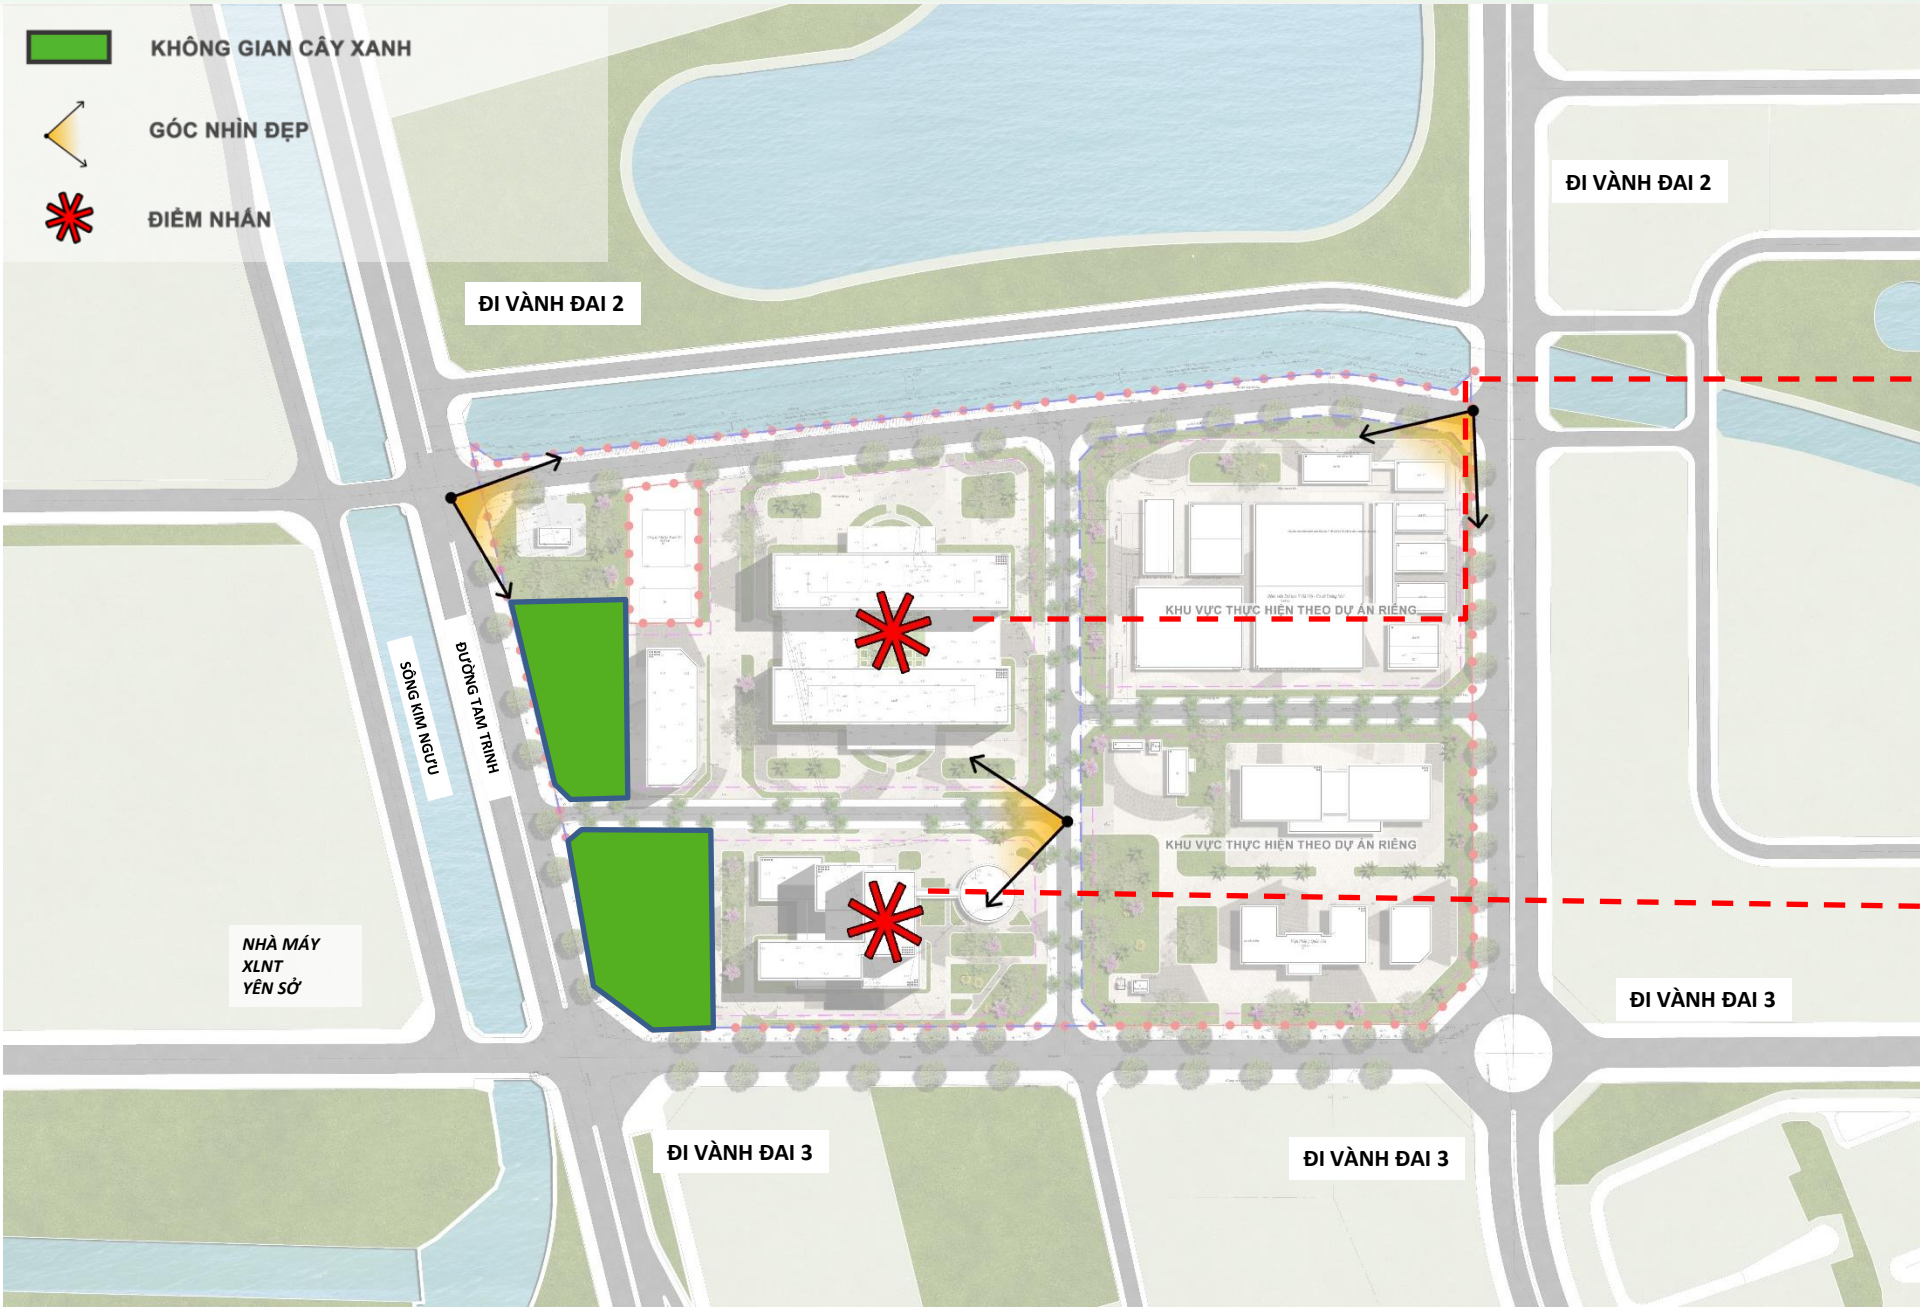 KHÔNG GIAN CÂY XANH
GÓC NHÌN ĐẸP
ĐIỂM NHẤN
ĐI VÀNH ĐAI 2
ĐI VÀNH ĐAI 2
KHU VỰC THỰC HIỆN THEO DỰ ÁN RIÊNG
SÔNG KIM NGƯU
ĐƯỜNG TAM TRINH
KHU VỰC THỰC HIỆN THEO DỰ ÁN RIÊNG
NHÀ MÁY
XLNT
YÊN SỞ
ĐI VÀNH ĐAI 3
ĐI VÀNH ĐAI 3
ĐI VÀNH ĐAI 3